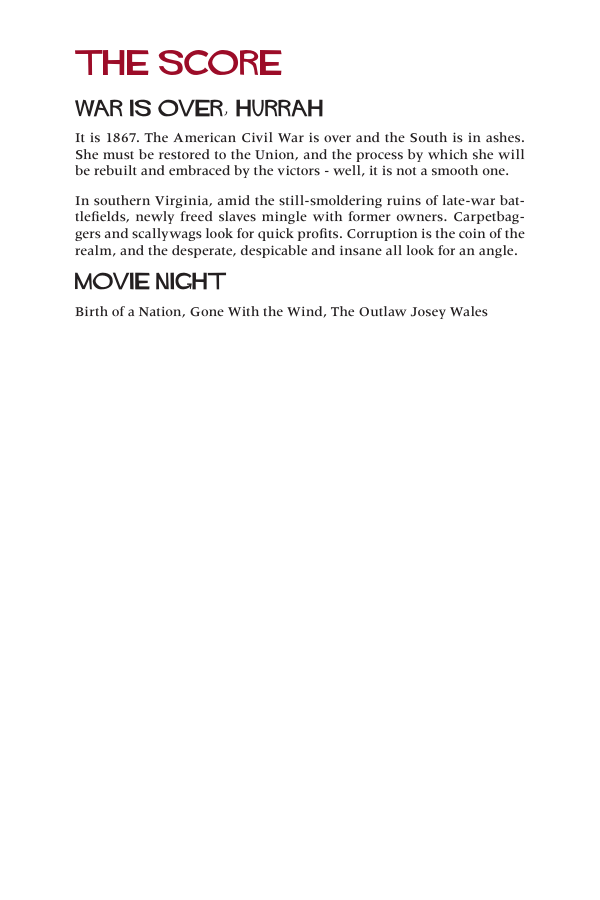 THE SCORE
WAR IS OVER, HURRAH
It is 1867. The American Civil War is over and the South is in ashes.
She must be restored to the Union, and the process by which she will
be rebuilt and embraced by the victors - well, it is not a smooth one.
In southern Virginia, amid the still-smoldering ruins of late-war bat-
tlefields, newly freed slaves mingle with former owners. Carpetbag-
gers and scallywags look for quick profits. Corruption is the coin of the
realm, and the desperate, despicable and insane all look for an angle.
MOVIE NIGHT
Birth of a Nation, Gone With the Wind, The Outlaw Josey Wales